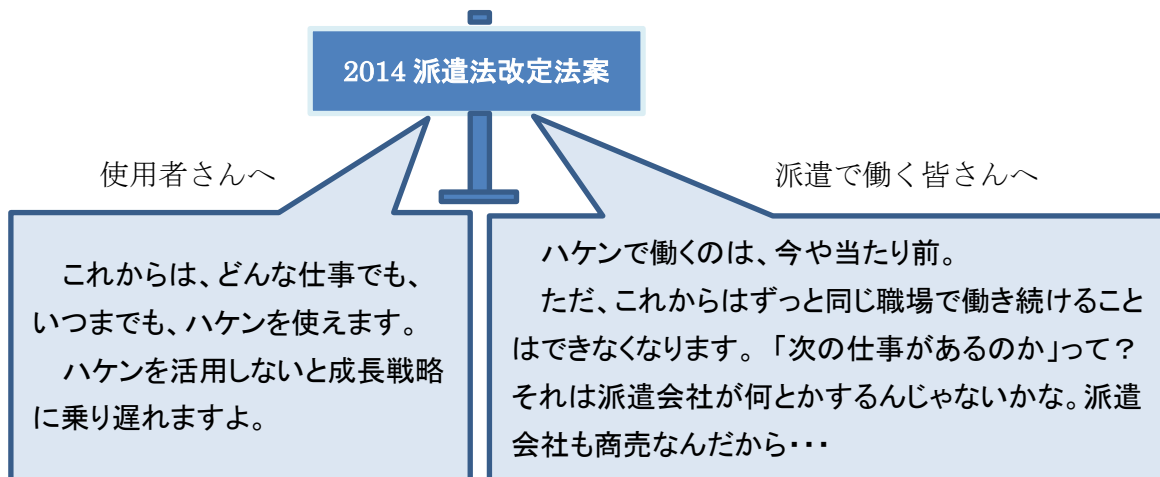 2014 派遣法改定法案
使用者さんへ
これからは、どんな仕事でも、
いつまでも、ハケンを使えます。
ハケンを活用しないと成長戦略
に乗り遅れますよ。
派遣で働く皆さんへ
ハケンで働くのは、今や当たり前。
ただ、これからはずっと同じ職場で働き続けること
はできなくなります。「次の仕事があるのか」って？
それは派遣会社が何とかするんじゃないかな。派遣
会社も商売なんだから・・・